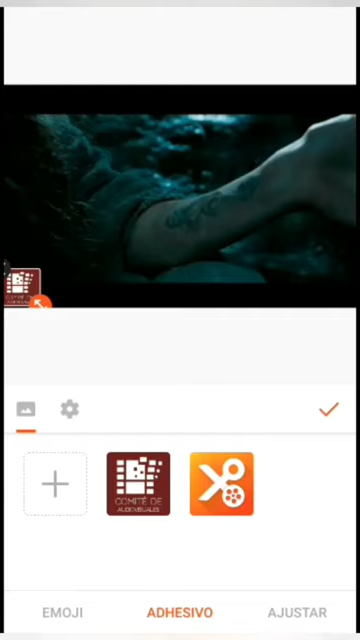 COMITÉ DE
AUDIOVISUALES
EMOJI
ADHESIVO
AJUSTAR